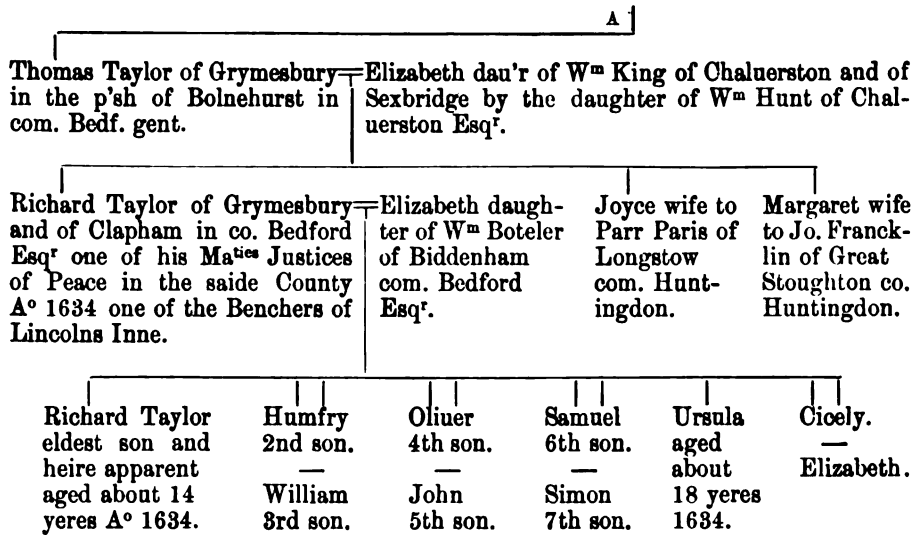 A
Thomas Taylor of Grymesbury
in the p'sh of Bolnehurst in
com. Bedf. gent.
Elizabeth dau'r of Wm King of Chaluerston and of
Sexbridge by the daughter of Wm Hunt of Chal-
uerston Esqr.
Richard Taylor of Grymesbury
and of Clapham in co. Bedford
Esqr one of his Maties Justices
of Peace in the saide County
Ao 1634 one of the Benchers of
Lincolns Inne.
Elizabeth daugh-
ter of Wm Boteler
of Biddenham
com. Bedford
Esqr.
Joyce wife to
Parr Paris of
Longstow
com. Hunt-
ingdon.
Margaret wife
to Jo. Franck-
lin of Great
Stoughton co.
Huntingdon.
Richard Taylor
eldest son and
heire apparent
aged about 14
yeres Ao 1634.
Humfry
2nd son.
—
William
3rd son.
Oliuer
4th son.
—
John
5th son.
Samuel
6th son.
—
Simon
7th son.
Ursula
aged
about
18 yeres
1634.
Cicely.
—
Elizabeth.